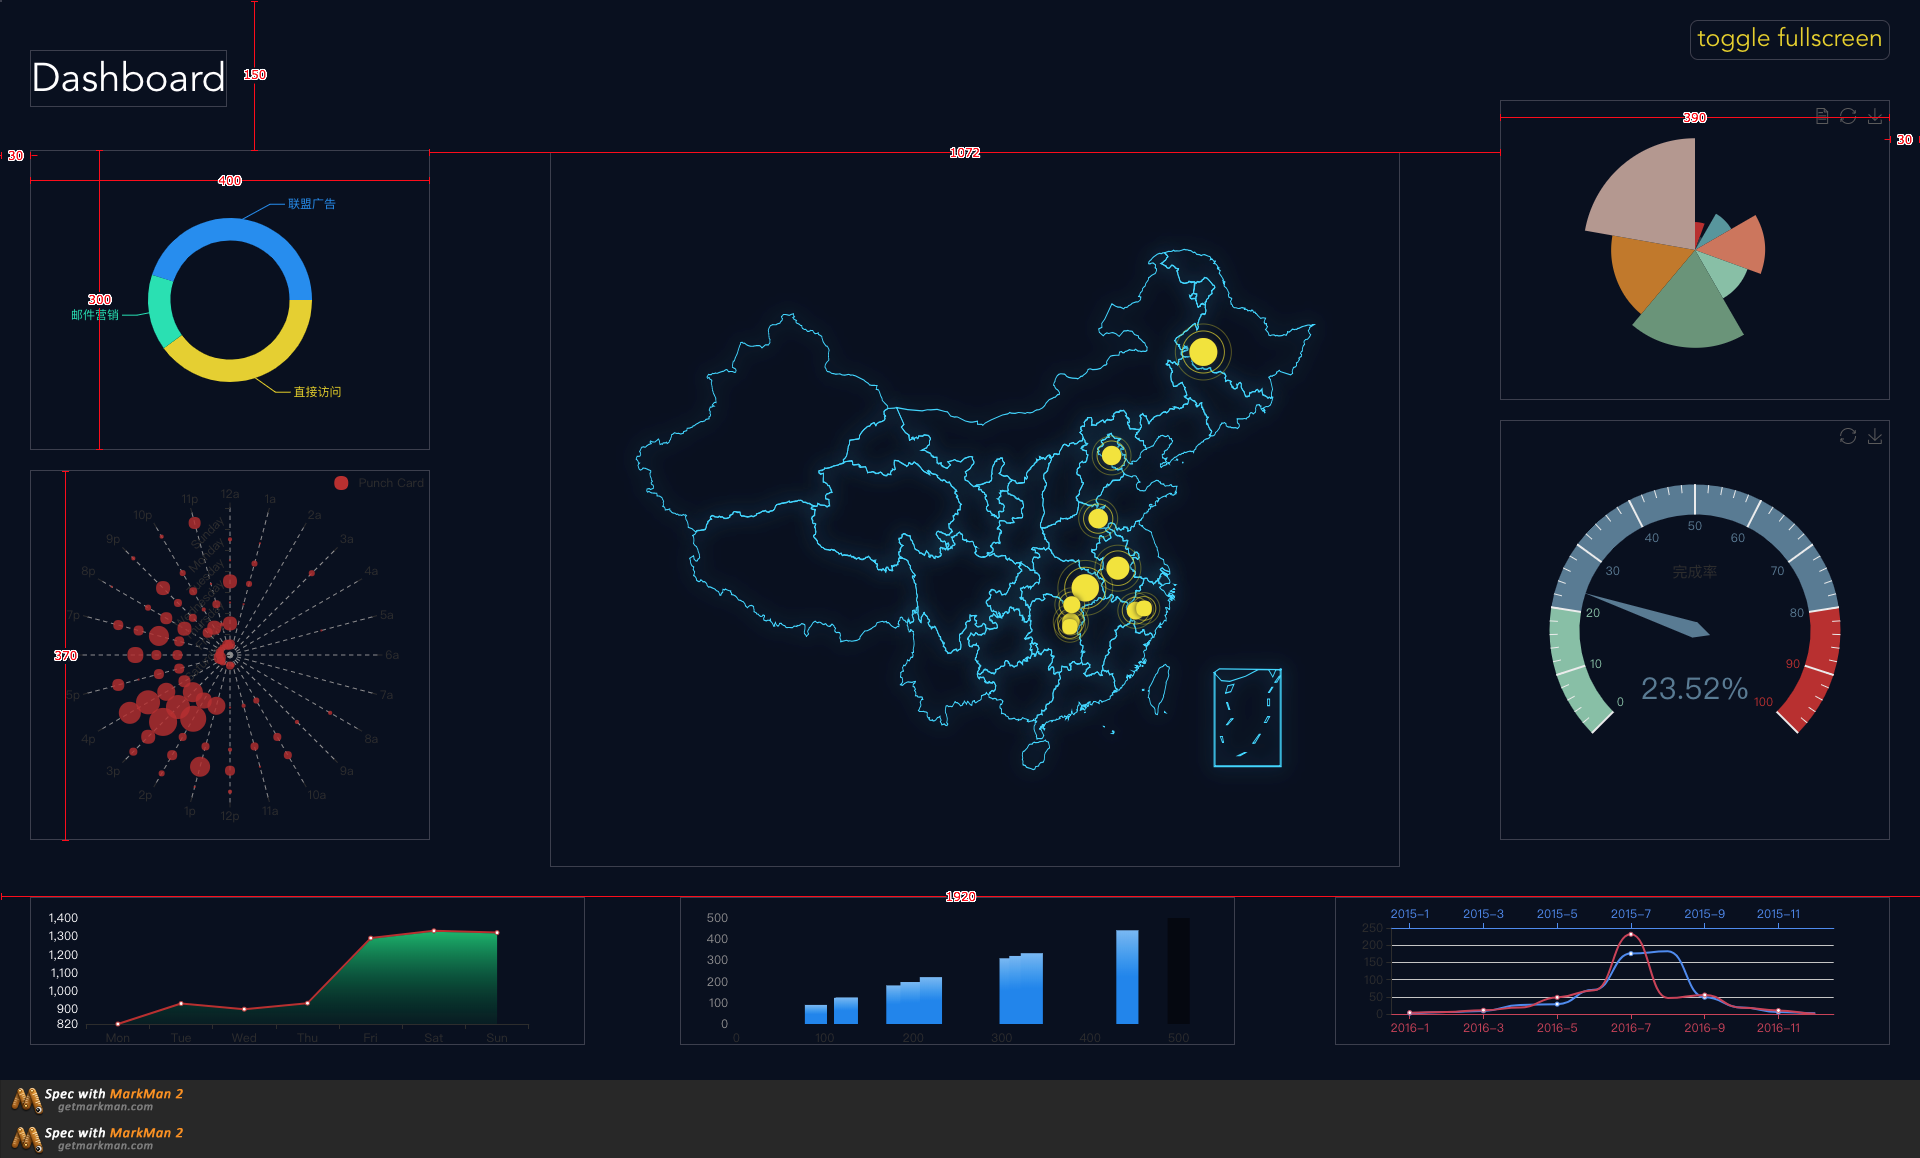 toggle fullscreen
Dashboard
150
30
400
联盟广告
300
邮件营销
直接访问
1072
390
30
Punch Card
12a
1a
2a
3a
4a
5a
6a
7a
8a
9a
10a
11a
12p
1p
2p
3p
4p
5p
7p
8p
9p
10p
11p
Sunday
370
完成率
0
10
20
30
40
50
60
70
80
90
100
23.52%
1920
1,400
1,300
1,200
1,100
1,000
900
820
Mon Tue Wed Thu Fri Sat Sun
500
400
300
200
100
0
0 100 200 300 400 500
2015-1 2015-3 2015-5 2015-7 2015-9 2015-11
250
200
150
100
50
0
2016-1 2016-3 2016-5 2016-7 2016-9 2016-11
Spec with MarkMan 2
getmarkman.com
Spec with MarkMan 2
getmarkman.com